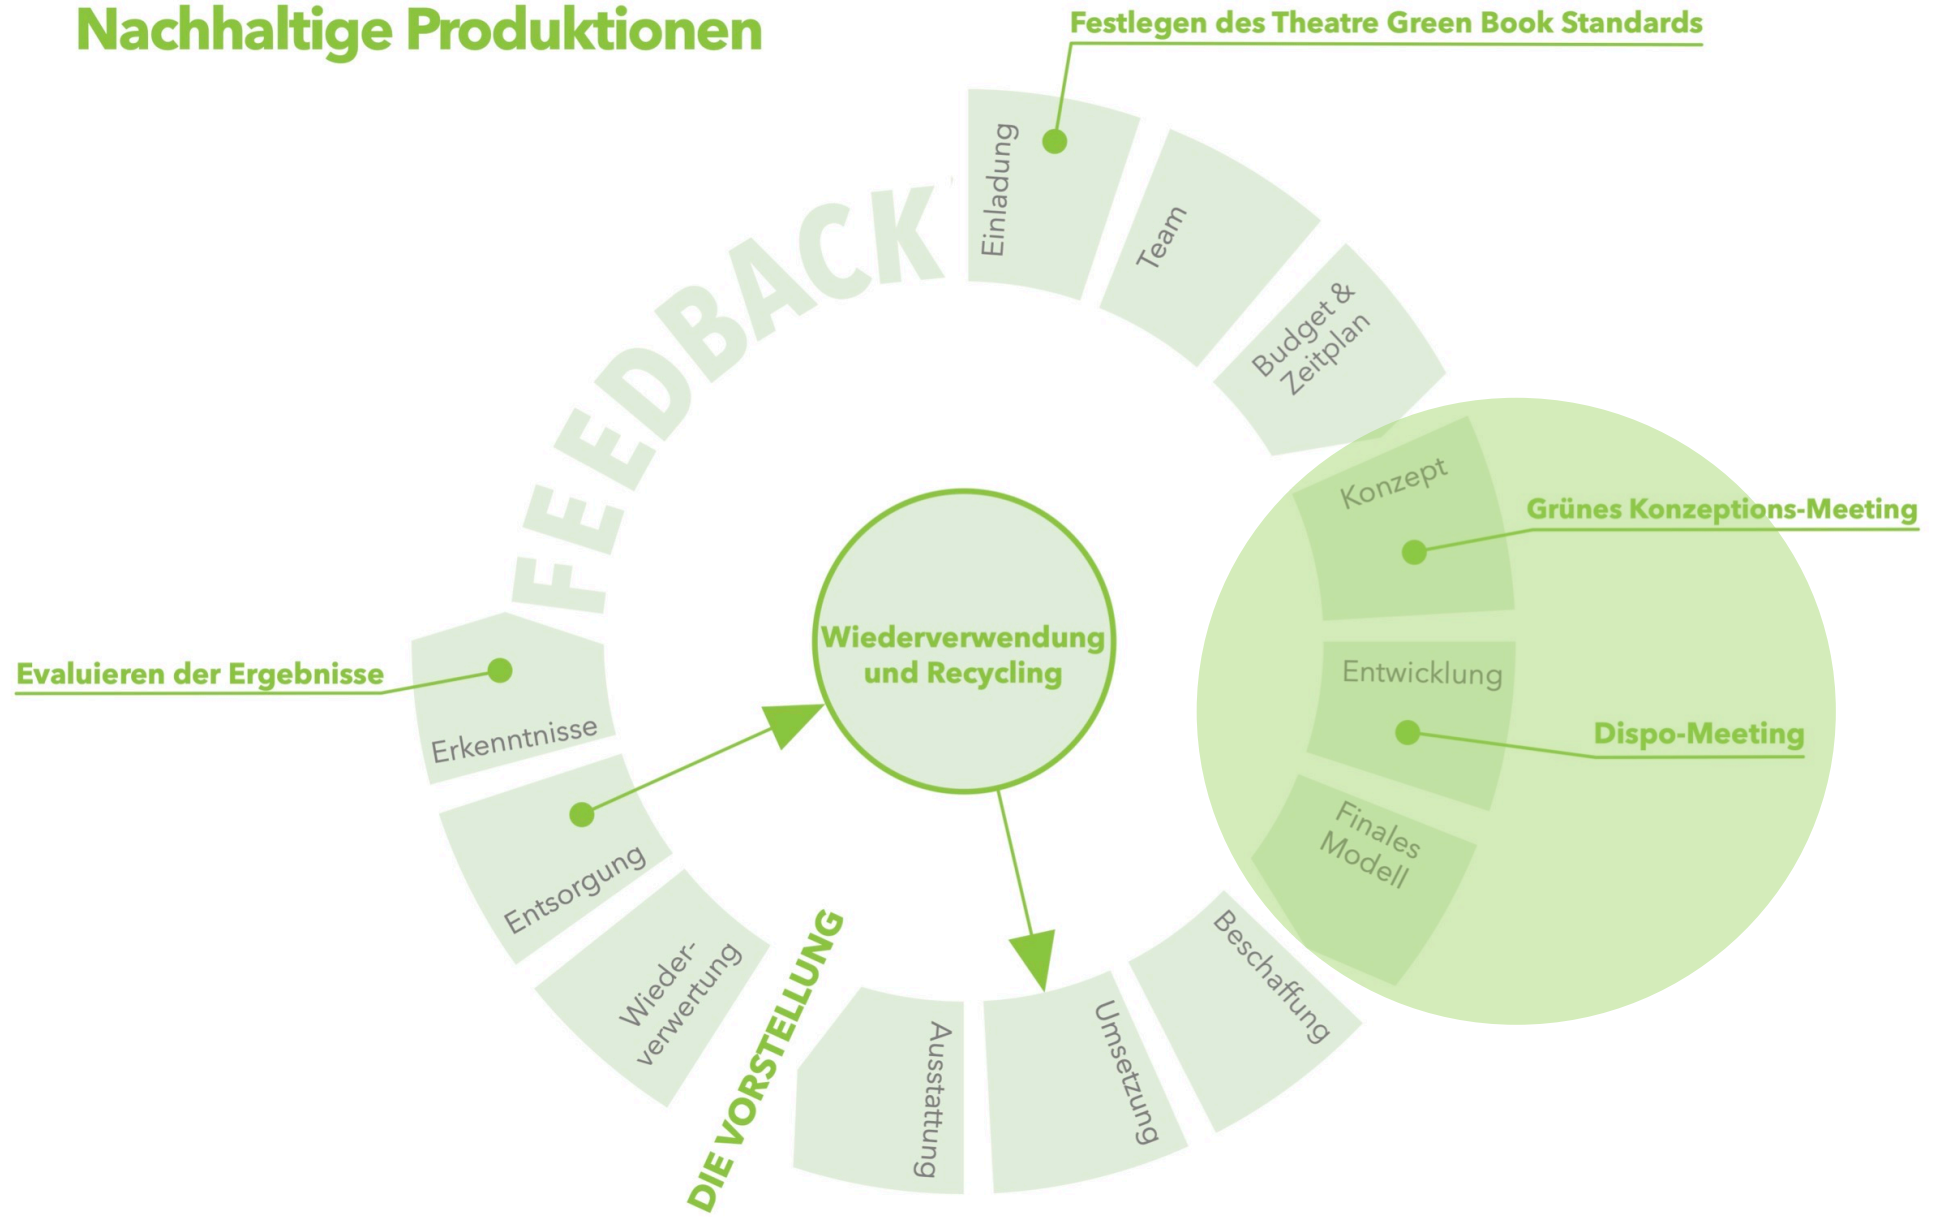 Nachhaltige Produktionen
Festlegen des Theatre Green Book Standards
Einladung
Team
Budget &
Zeitplan
Konzept
Grünes Konzeptions-Meeting
Entwicklung
Dispo-Meeting
Finales
Modell
Beschaffung
Umsetzung
Ausstattung
DIE VORSTELLUNG
Wieder-
verwertung
Entsorgung
Erkenntnisse
Evaluieren der Ergebnisse
FEEDBACK
Wiederverwendung
und Recycling